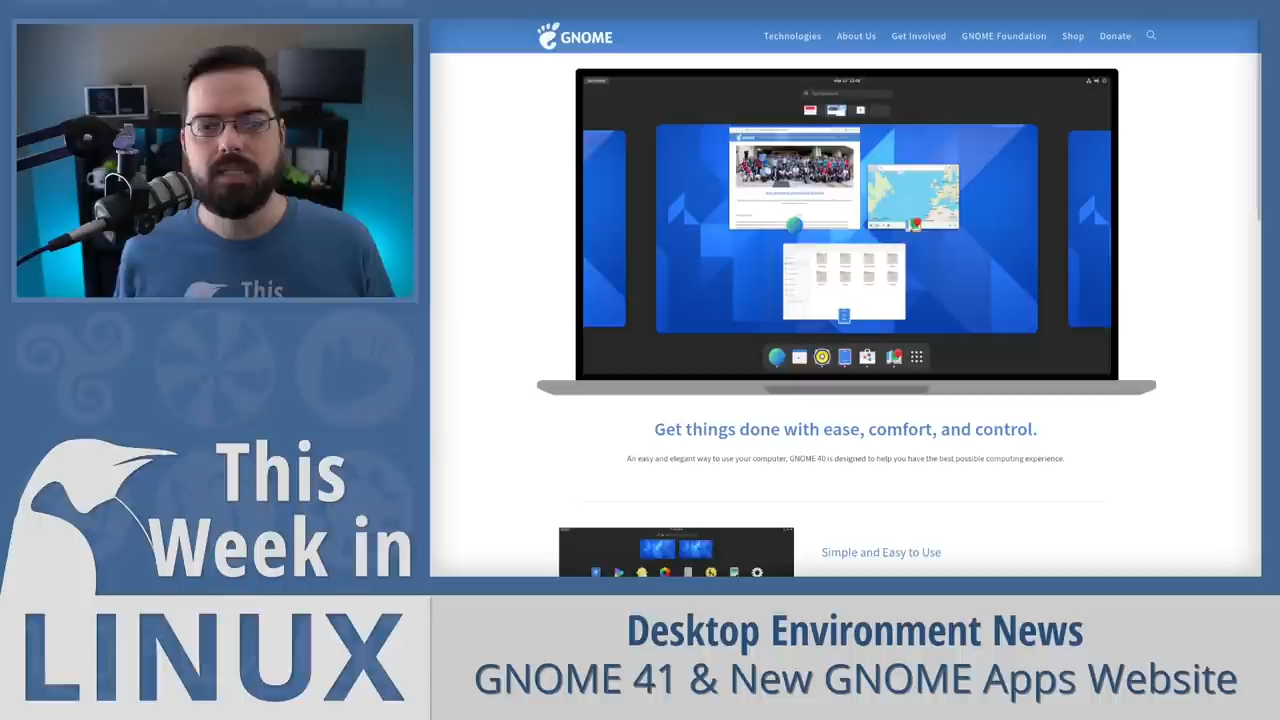 GNOME
Technologies
About Us
Get Involved
GNOME Foundation
Shop
Donate
Get things done with ease, comfort, and control.
An easy and elegant way to use your computer, GNOME 40 is designed to help you have the best possible computing experience.
Simple and Easy to Use
This
This
Week in
LINUX
Desktop Environment News
GNOME 41 & New GNOME Apps Website